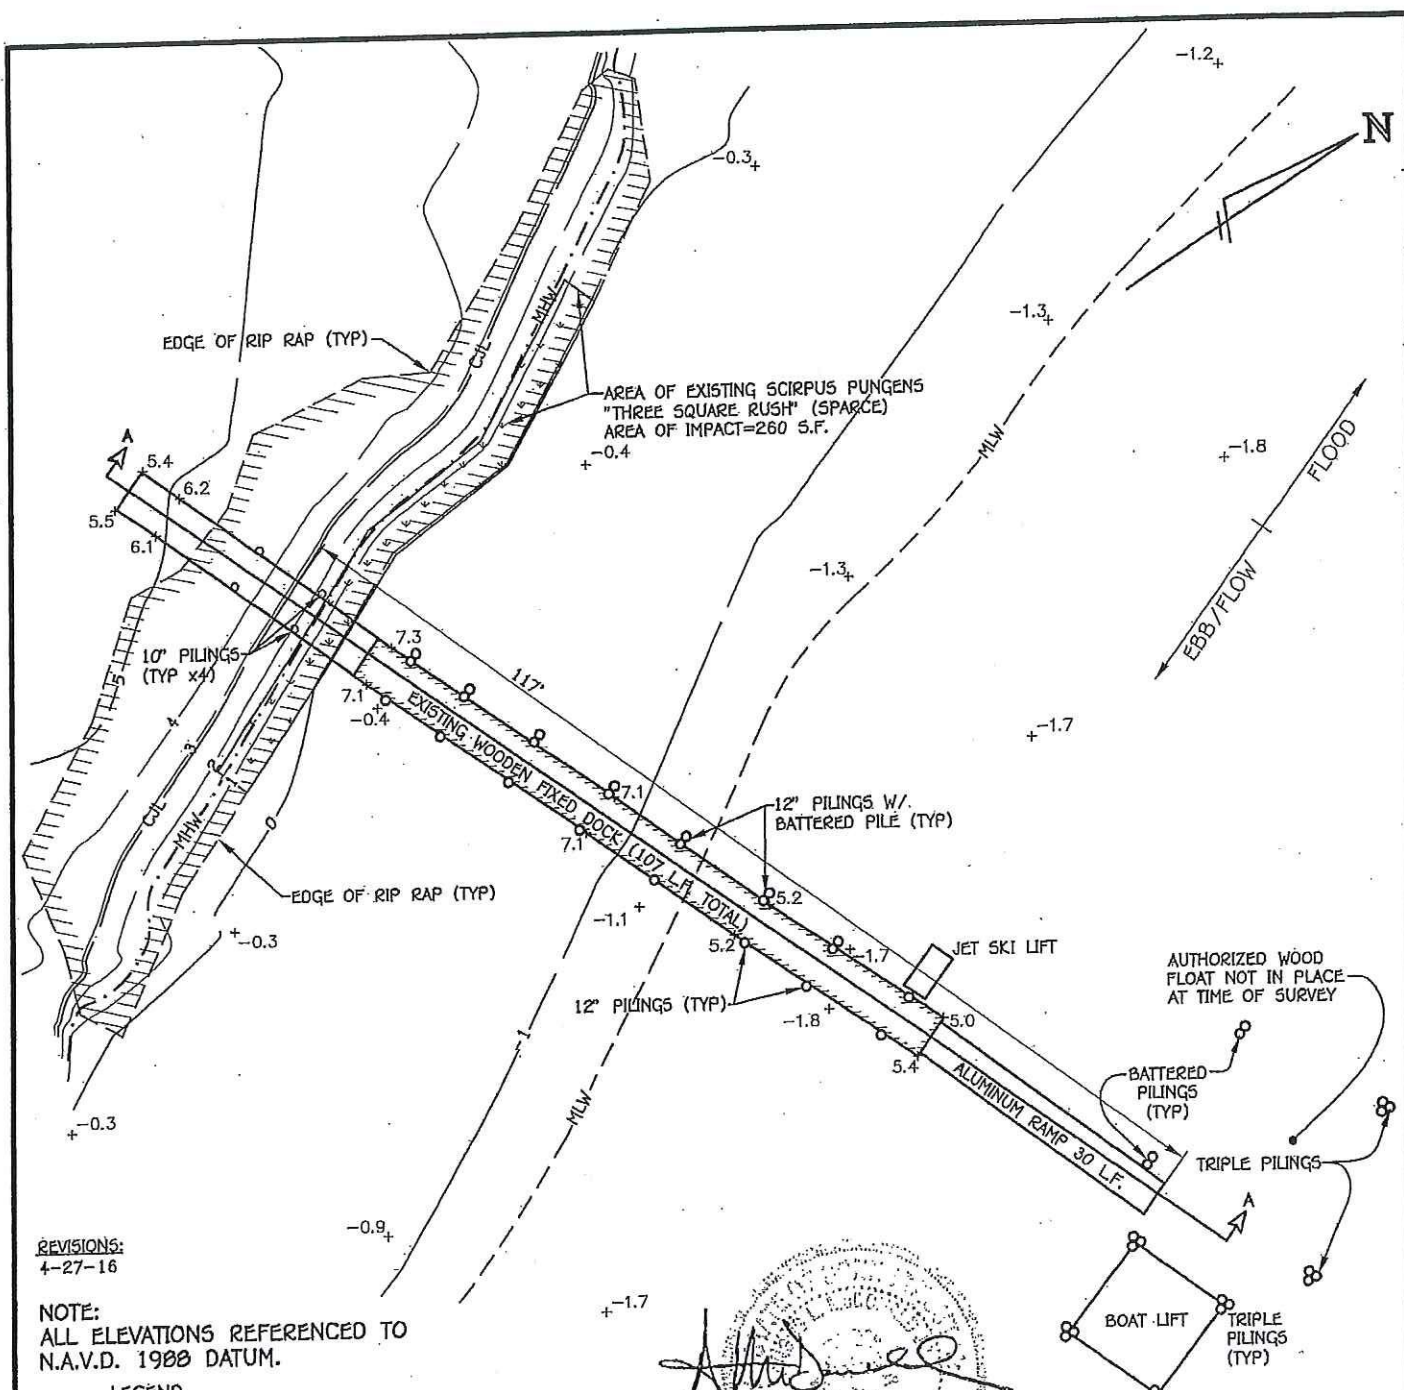 -1.2
N
-0.3
-1.3
EDGE OF RIP RAP (TYP)
MHW
CJL
AREA OF EXISTING SCIRPUS PUNGENS
"THREE SQUARE RUSH" (SPARCE)
AREA OF IMPACT=260 S.F.
-0.4
MLW
-1.8
FLOOD
A
5.4
6.2
5.5
6.1
-1.3
EBB/FLOW
10" PILINGS
(TYP x4)
7.3
117'
5
7.1
-0.4
4
3
2
1
0
-1.7
EXISTING WOODEN FIXED DOCK (107 L.F. TOTAL)
7.1
12" PILINGS W/
BATTERED PILE (TYP)
CJL
MHW
7.1
EDGE OF RIP RAP (TYP)
5.2
-1.1
-0.3
5.2
-1.7
JET SKI LIFT
AUTHORIZED WOOD
FLOAT NOT IN PLACE
AT TIME OF SURVEY
12" PILINGS (TYP)
-1.8
5.0
-1
5.4
ALUMINUM RAMP 30 L.F.
BATTERED
PILINGS
(TYP)
MLW
-0.3
TRIPLE PILINGS
A
-0.9
REVISIONS:
4-27-16
-1.7
NOTE:
ALL ELEVATIONS REFERENCED TO
N.A.V.D. 1988 DATUM.
BOAT LIFT
TRIPLE
PILINGS
(TYP)
LEGEND